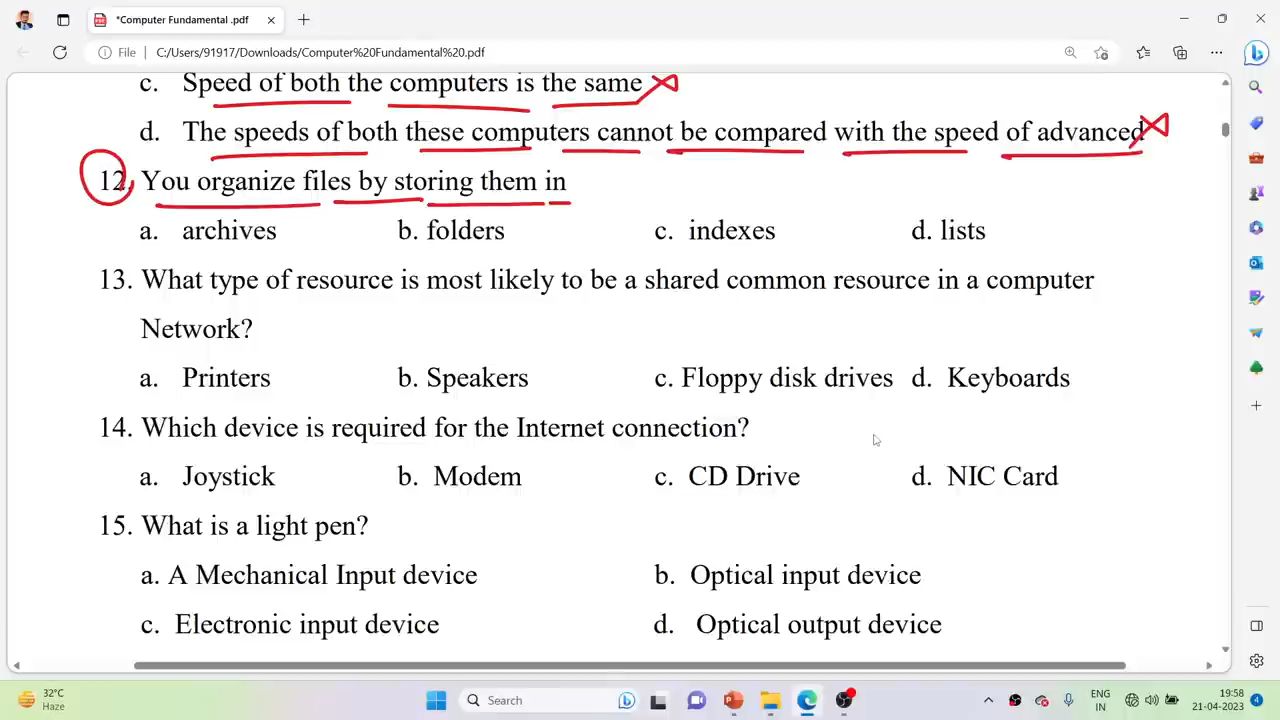 *Computer Fundamental .pdf
File C:/Users/91917/Downloads/Computer%20Fundamental%20.pdf
c. Speed of both the computers is the same
d. The speeds of both these computers cannot be compared with the speed of advanced
12. You organize files by storing them in
a. archives b. folders c. indexes d. lists
13. What type of resource is most likely to be a shared common resource in a computer
Network?
a. Printers b. Speakers c. Floppy disk drives d. Keyboards
14. Which device is required for the Internet connection?
a. Joystick b. Modem c. CD Drive d. NIC Card
15. What is a light pen?
a. A Mechanical Input device b. Optical input device
c. Electronic input device d. Optical output device
32°C
Haze
Search
ENG
IN
19:58
21-04-2023
4